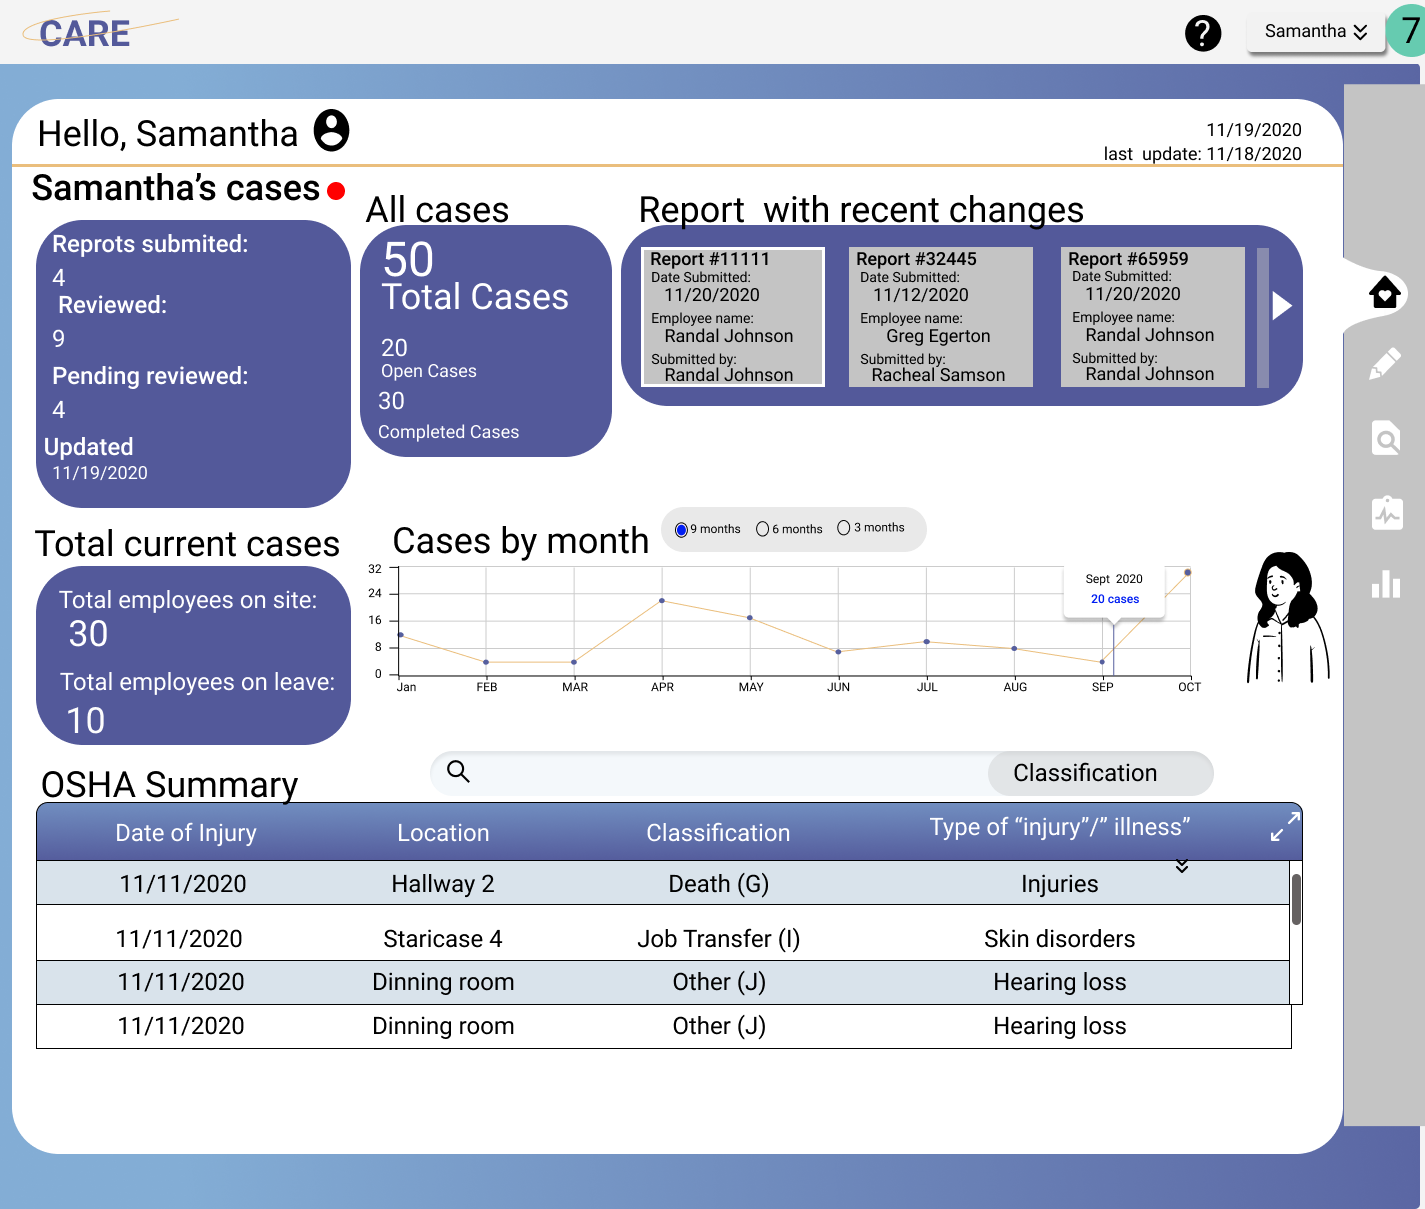 CARE
?
Samantha
7
Hello, Samantha
11/19/2020
last update: 11/18/2020
Samantha’s cases
Reprots submited:
4
Reviewed:
9
Pending reviewed:
4
Updated
11/19/2020
All cases
50
Total Cases
20
Open Cases
30
Completed Cases
Report with recent changes
Report #11111
Date Submitted:
11/20/2020
Employee name:
Randal Johnson
Submitted by:
Randal Johnson
Report #32445
Date Submitted:
11/12/2020
Employee name:
Greg Egerton
Submitted by:
Racheal Samson
Report #65959
Date Submitted:
11/20/2020
Employee name:
Randal Johnson
Submitted by:
Randal Johnson
Total current cases
Total employees on site:
30
Total employees on leave:
10
Cases by month
9 months 6 months 3 months
32
24
16
8
0
Sept 2020
20 cases
Jan FEB MAR APR MAY JUN JUL AUG SEP OCT
OSHA Summary
Classification
Date of Injury Location Classification Type of “injury”/” illness”
11/11/2020 Hallway 2 Death (G) Injuries
11/11/2020 Staricase 4 Job Transfer (I) Skin disorders
11/11/2020 Dinning room Other (J) Hearing loss
11/11/2020 Dinning room Other (J) Hearing loss